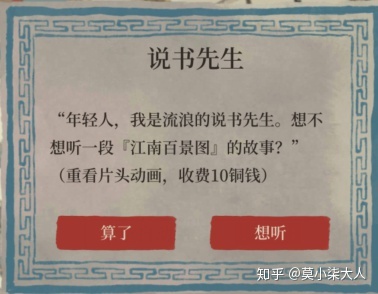 说书先生
“年轻人，我是流浪的说书先生。想不
想听一段『江南百景图』的故事？”
（重看片头动画，收费10铜钱）
算了
想听
知乎 @莫小柒大人